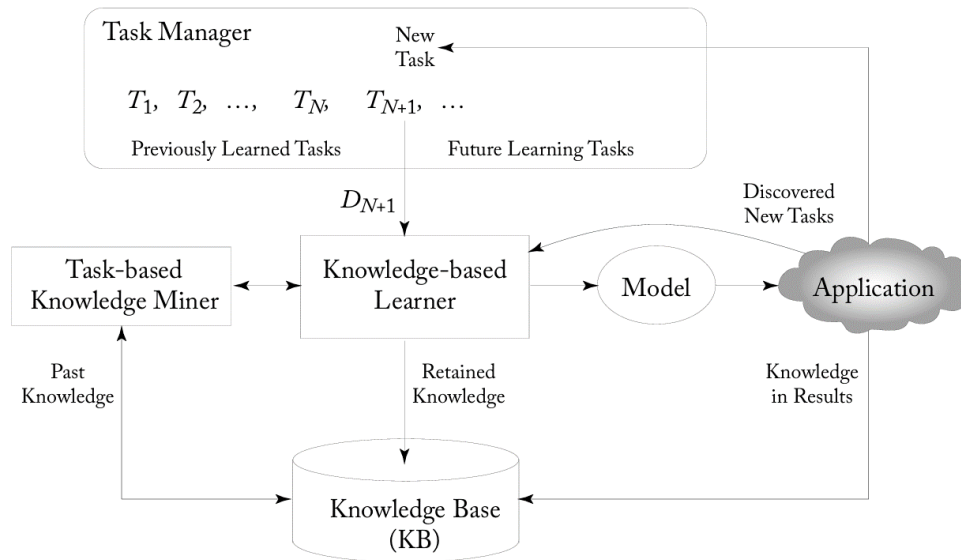 Task Manager
New
Task
T1, T2, …, TN, TN+1, …
Previously Learned Tasks
Future Learning Tasks
DN+1
Discovered
New Tasks
Task-based
Knowledge Miner
Knowledge-based
Learner
Model
Application
Past
Knowledge
Retained
Knowledge
Knowledge
in Results
Knowledge Base
(KB)